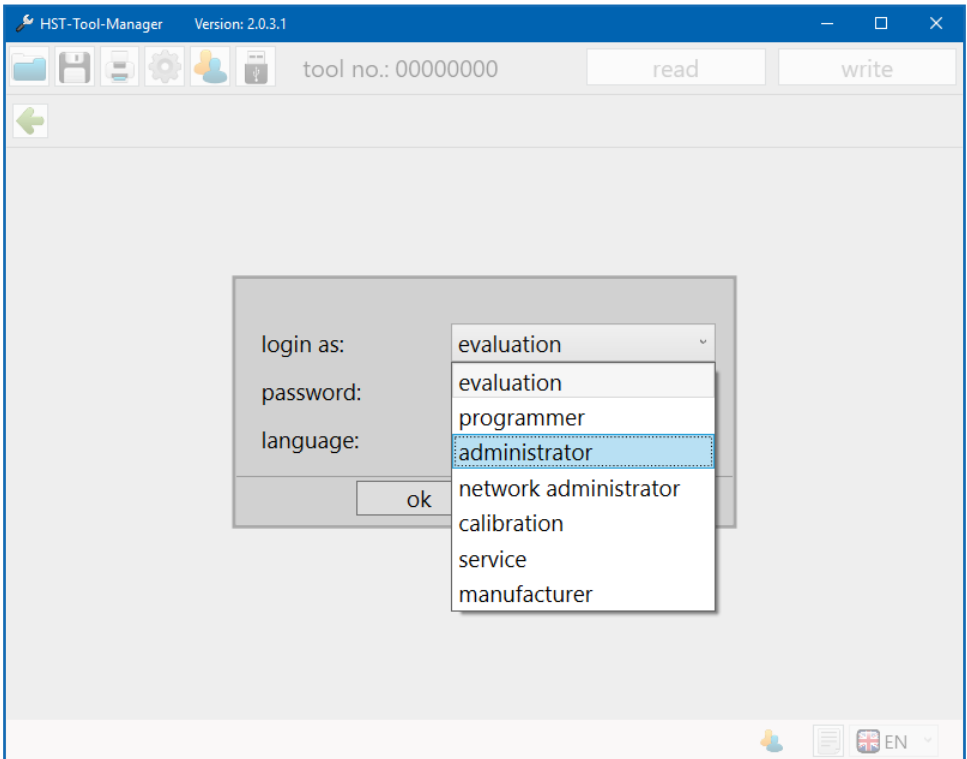 HST-Tool-Manager Version: 2.0.3.1
tool no.: 00000000 read write
login as: evaluation
password: evaluation
programmer
language: administrator
network administrator
ok
calibration
service
manufacturer
EN